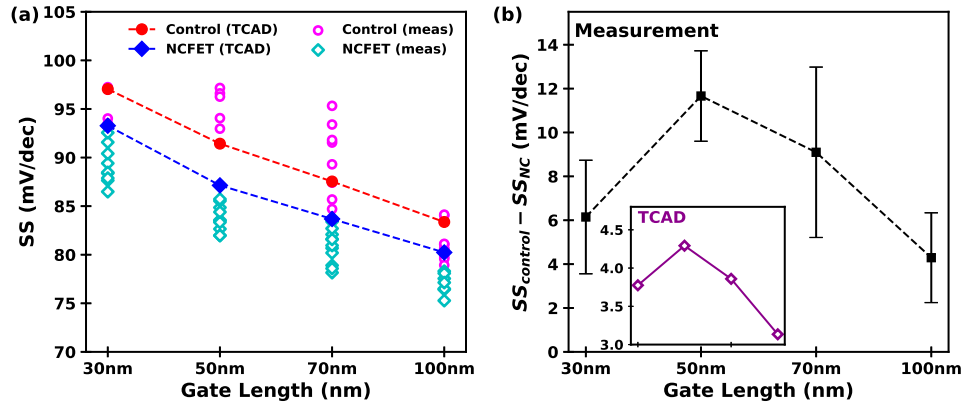 (a)
Control (TCAD)
NCFET (TCAD)
Control (meas)
NCFET (meas)
SS (mV/dec)
105
100
95
90
85
80
75
70
30nm 50nm 70nm 100nm
Gate Length (nm)
(b)
Measurement
SS_control − SS_NC (mV/dec)
14
12
10
8
6
4
2
0
TCAD
4.5
4.0
3.5
3.0
30nm 50nm 70nm 100nm
Gate Length (nm)